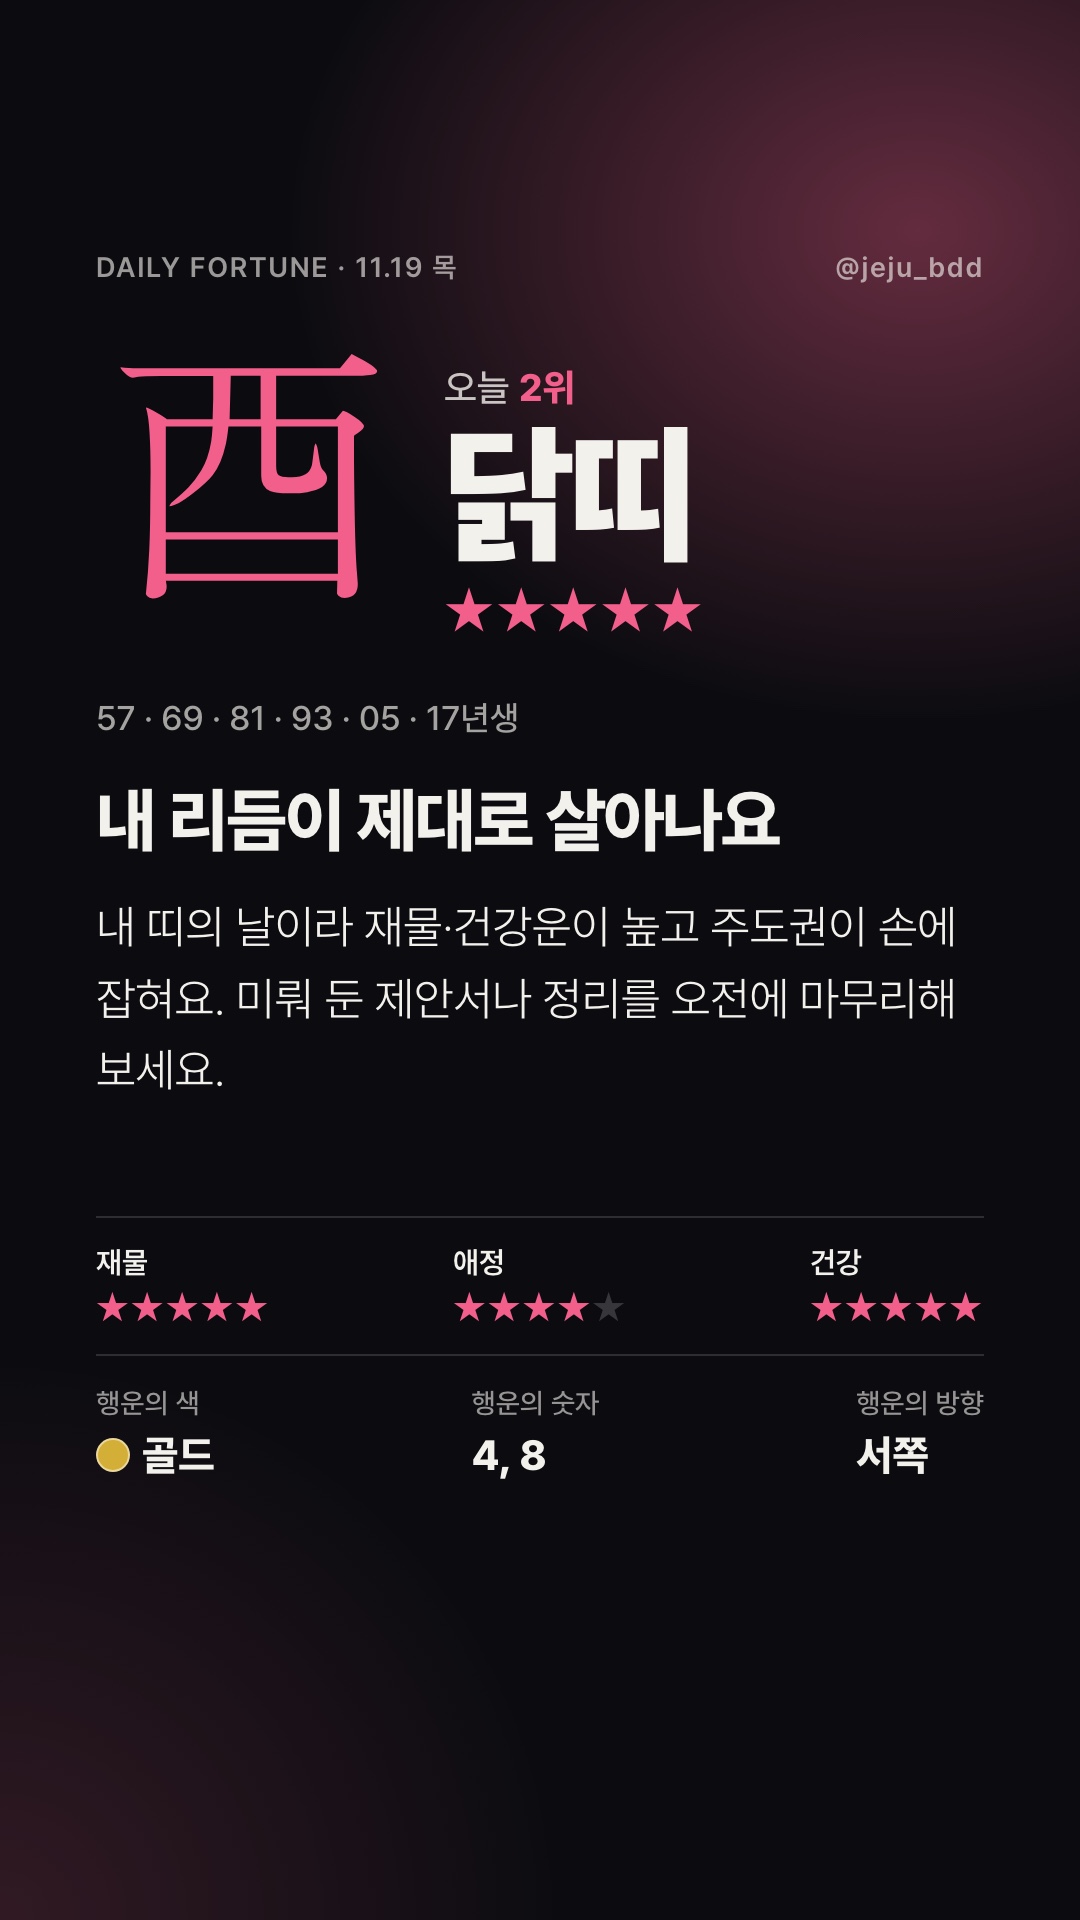 DAILY FORTUNE · 11.19 목
@jeju_bdd
酉
오늘 2위
닭띠
★★★★★
57 · 69 · 81 · 93 · 05 · 17년생
내 리듬이 제대로 살아나요
내 띠의 날이라 재물·건강운이 높고 주도권이 손에
잡혀요. 미뤄 둔 제안서나 정리를 오전에 마무리해
보세요.
재물 애정 건강
★★★★★ ★★★★★ ★★★★★
행운의 색 행운의 숫자 행운의 방향
골드 4, 8 서쪽